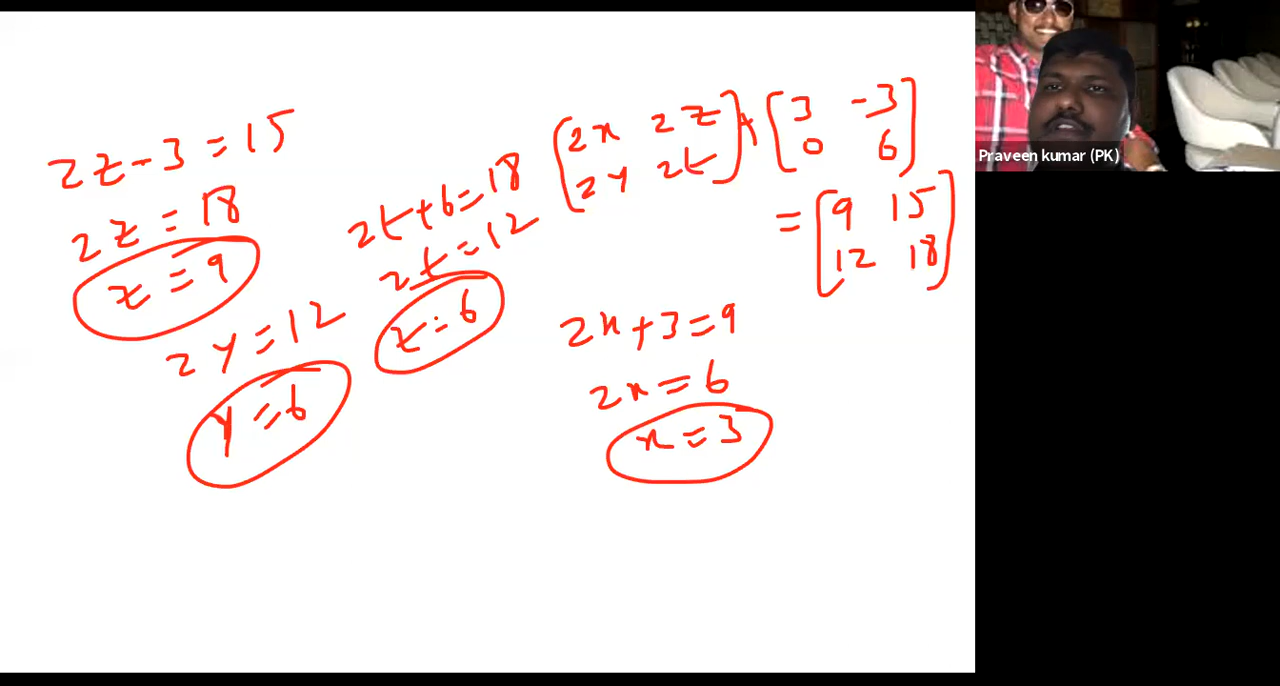 2z - 3 = 15
2z = 18
z = 9
2y = 12
y = 6
2t + 6 = 18
2t = 12
t = 6
[2x 2z] + [3 -3]
[2y 2t] [0 6]
= [9 15]
[12 18]
2x + 3 = 9
2x = 6
x = 3
Praveen kumar (PK)